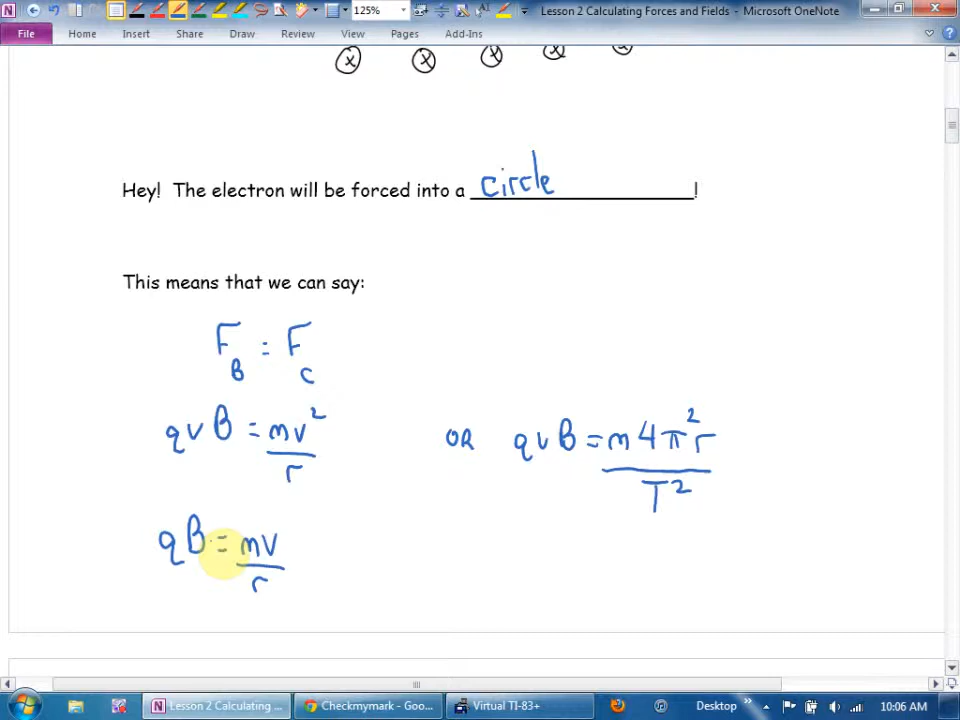 125%
Lesson 2 Calculating Forces and Fields - Microsoft OneNote
File Home Insert Share Draw Review Pages View Add-Ins
x x x x x
Hey! The electron will be forced into a circle!
This means that we can say:
F_B = F_C
qvB = mv²/r OR qvB = m4π²r/T²
qB = mv/r
Lesson 2 Calculating ... Checkmymark - Goo... Virtual TI-83+ Desktop » 10:06 AM